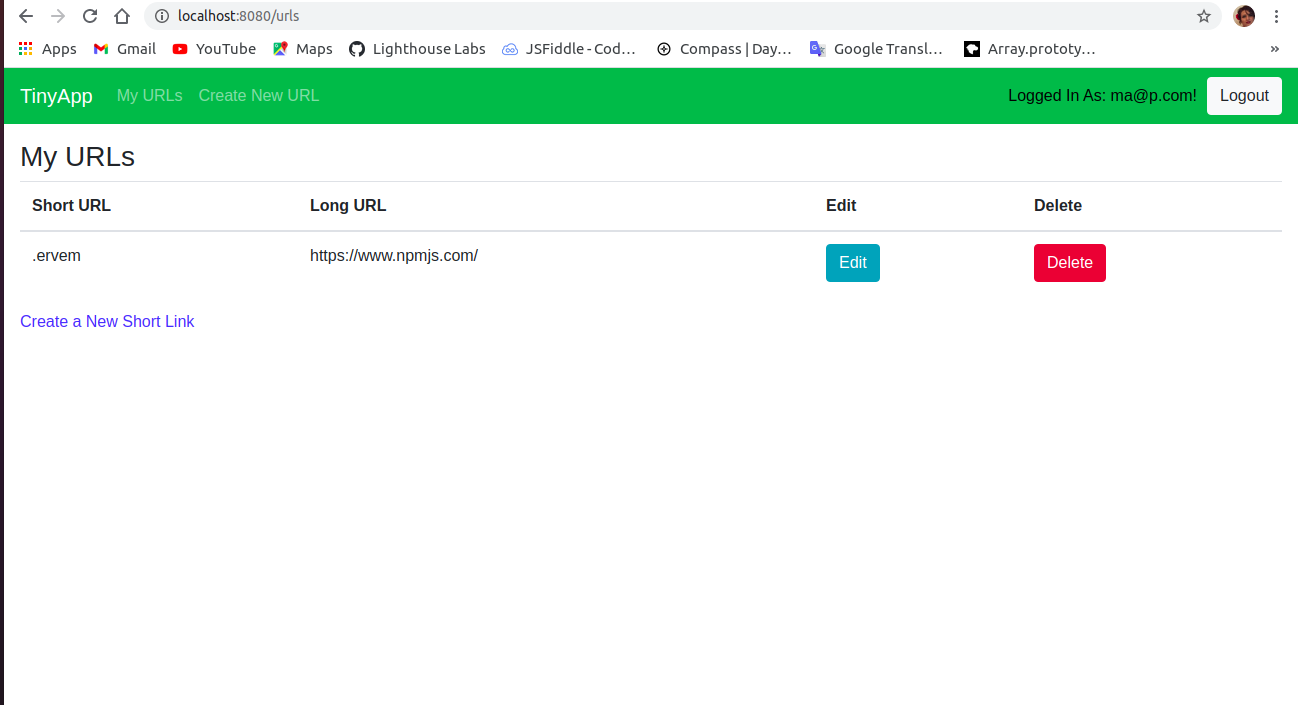 localhost:8080/urls
Apps Gmail YouTube Maps Lighthouse Labs JSFiddle - Cod... Compass | Day... Google Transl... Array.prototy... »
TinyApp My URLs Create New URL Logged In As: ma@p.com! Logout
My URLs
Short URL Long URL Edit Delete
.ervem https://www.npmjs.com/ Edit Delete
Create a New Short Link